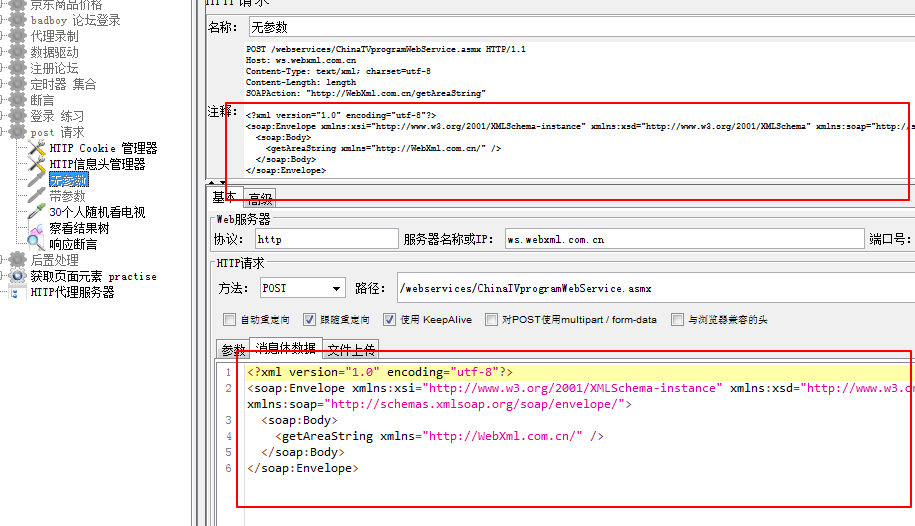 京东商品价格
badboy 论坛登录
代理录制
数据驱动
注册论坛
定时器 集合
断言
登录 练习
post 请求
HTTP Cookie 管理器
HTTP信息头管理器
无参数
带参数
30个人随机看电视
察看结果树
响应断言
后置处理
获取页面元素 practise
HTTP代理服务器
HTTP 请求
名称： 无参数
注释：
POST /webservices/ChinaTVprogramWebService.asmx HTTP/1.1
Host: ws.webxml.com.cn
Content-Type: text/xml; charset=utf-8
Content-Length: length
SOAPAction: "http://WebXml.com.cn/getAreaString"
<?xml version="1.0" encoding="utf-8"?>
<soap:Envelope xmlns:xsi="http://www.w3.org/2001/XMLSchema-instance" xmlns:xsd="http://www.w3.org/2001/XMLSchema" xmlns:soap="http://s
<soap:Body>
<getAreaString xmlns="http://WebXml.com.cn/" />
</soap:Body>
</soap:Envelope>
基本 高级
Web服务器
协议： http 服务器名称或IP： ws.webxml.com.cn 端口号：
HTTP请求
方法： POST 路径： /webservices/ChinaTVprogramWebService.asmx
自动重定向 跟随重定向 使用 KeepAlive 对POST使用multipart / form-data 与浏览器兼容的头
参数 消息体数据 文件上传
1 <?xml version="1.0" encoding="utf-8"?>
2 <soap:Envelope xmlns:xsi="http://www.w3.org/2001/XMLSchema-instance" xmlns:xsd="http://www.w3.or
xmlns:soap="http://schemas.xmlsoap.org/soap/envelope/">
3 <soap:Body>
4 <getAreaString xmlns="http://WebXml.com.cn/" />
5 </soap:Body>
6 </soap:Envelope>